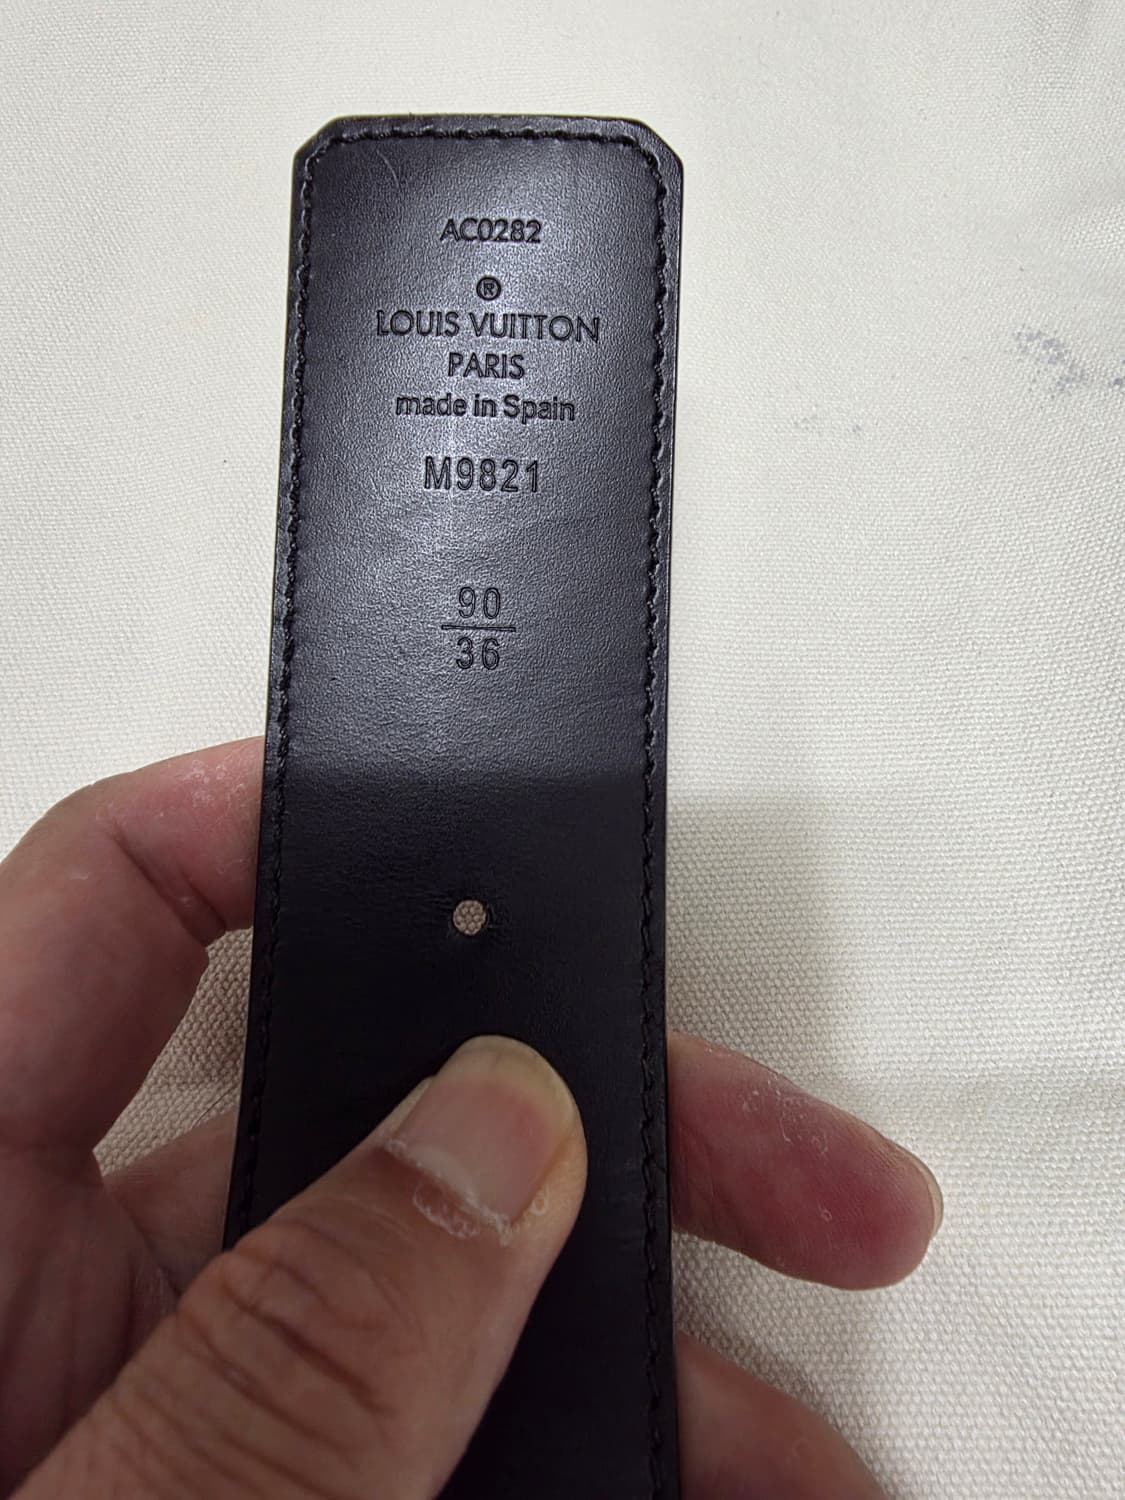 AC0282
®
LOUIS VUITTON
PARIS
made in Spain
M9821
90
36